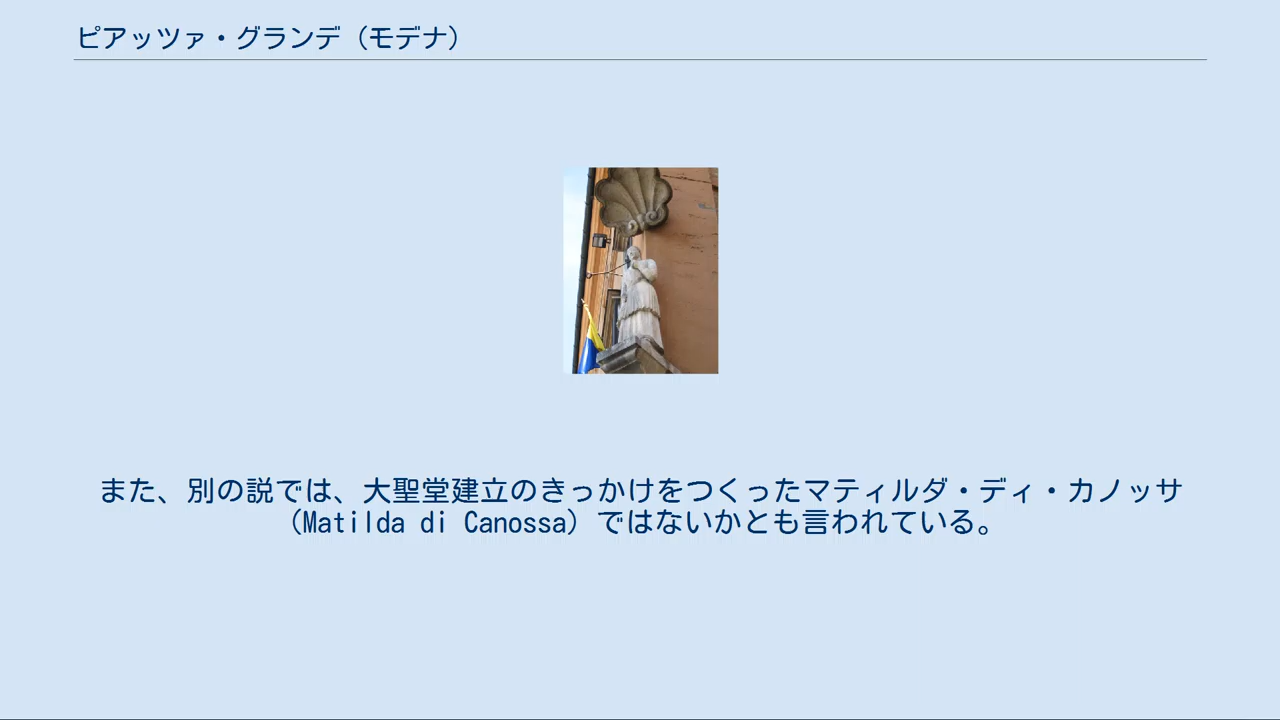 ピアッツァ・グランデ（モデナ）
また、別の説では、大聖堂建立のきっかけをつくったマティルダ・ディ・カノッサ
（Matilda di Canossa）ではないかとも言われている。